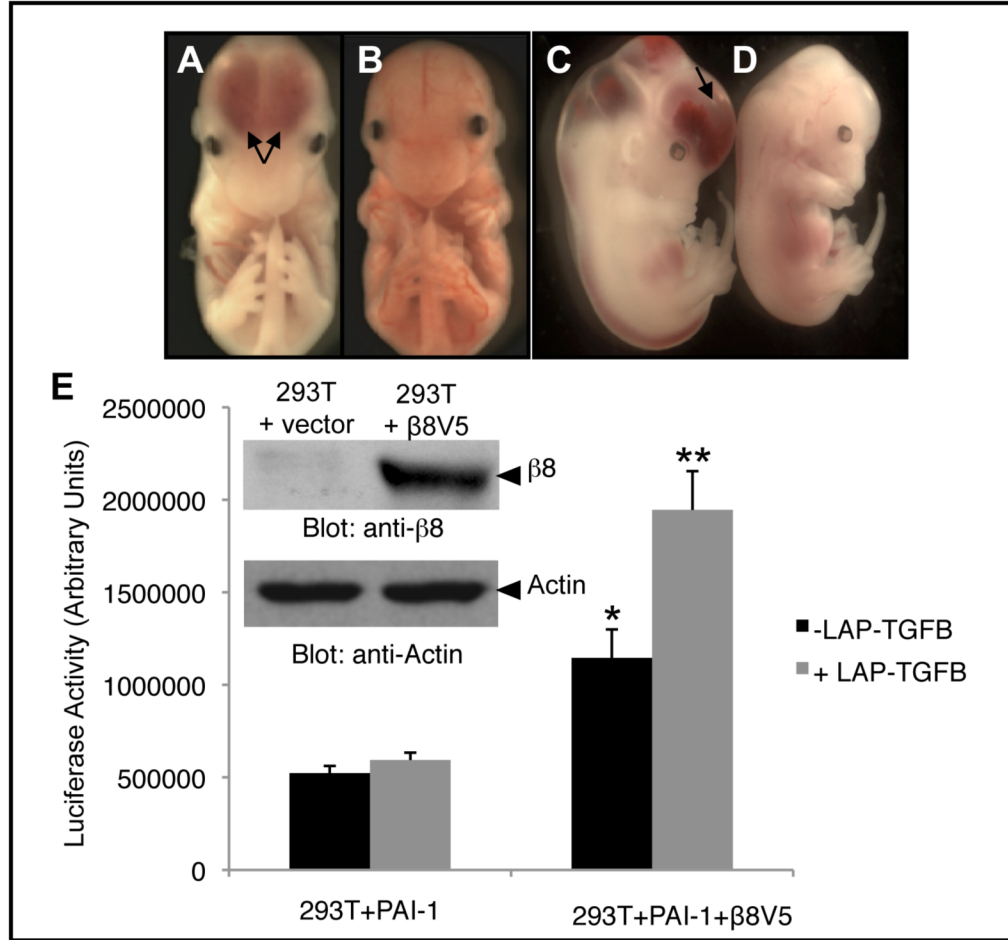 A
B
C
D
E
293T + vector
293T + β8V5
β8
Blot: anti-β8
Actin
Blot: anti-Actin
Luciferase Activity (Arbitrary Units)
2500000
2000000
1500000
1000000
500000
0
*
**
-LAP-TGFB
+ LAP-TGFB
293T+PAI-1
293T+PAI-1+β8V5